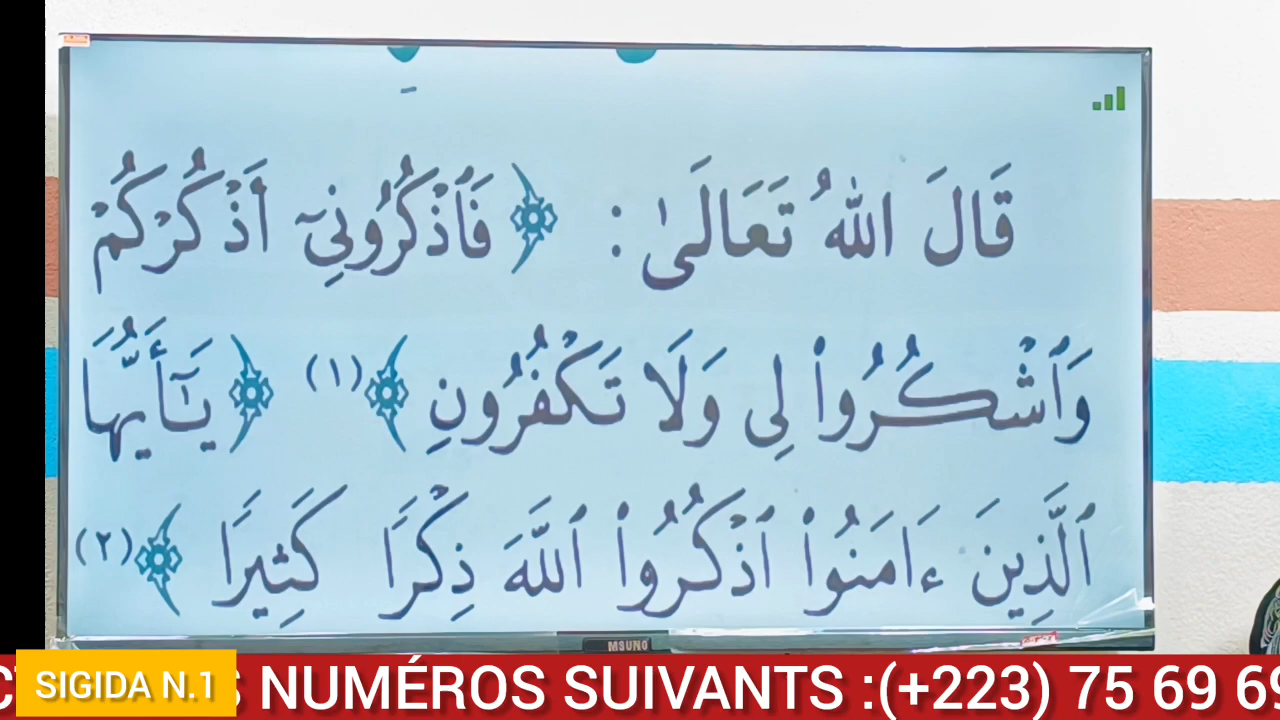 قَالَ اللهُ تَعَالَىٰ : ﴿ فَٱذْكُرُونِىٓ أَذْكُرْكُمْ
وَٱشْكُرُوا۟ لِى وَلَا تَكْفُرُونِ ﴾(١) ﴿ يَـٰٓأَيُّهَا
ٱلَّذِينَ ءَامَنُوا۟ ٱذْكُرُوا۟ ٱللَّهَ ذِكْرًا كَثِيرًا ﴾(٢)
MSUNO
SIGIDA N.1 S NUMÉROS SUIVANTS :(+223) 75 69 69